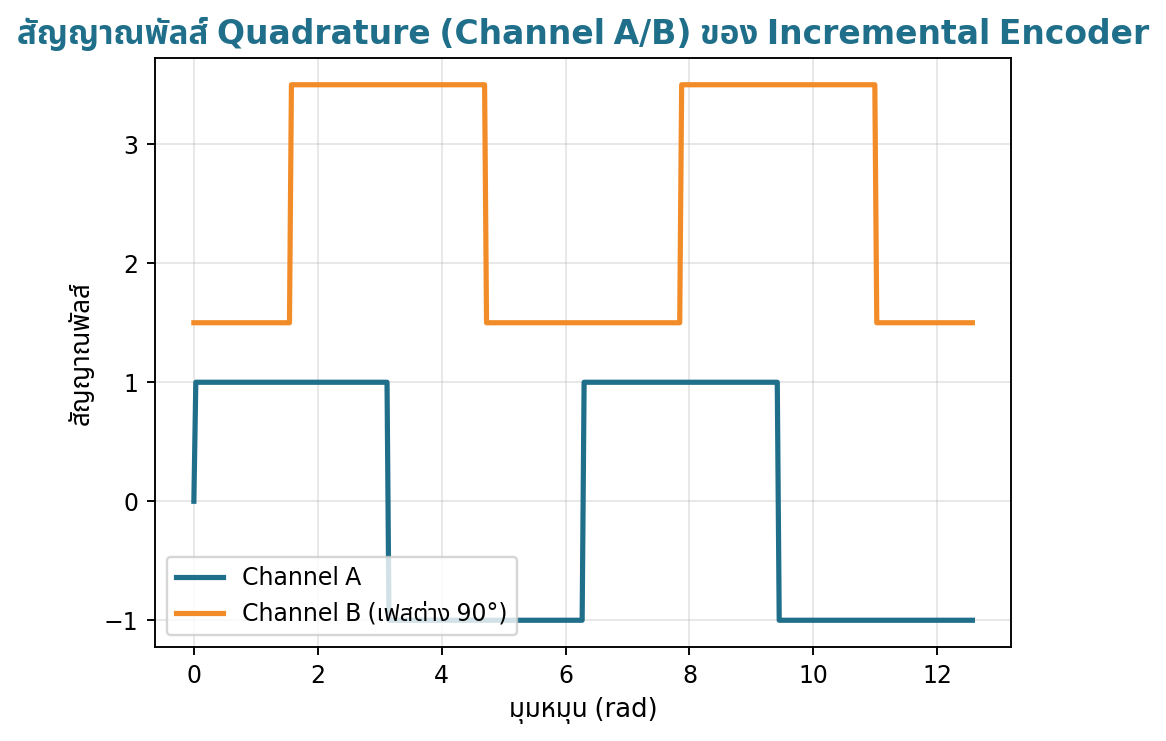 สัญญาณพัลส์ Quadrature (Channel A/B) ของ Incremental Encoder
สัญญาณพัลส์
3
2
1
0
−1
Channel A
Channel B (เฟสต่าง 90°)
0 2 4 6 8 10 12
มุมหมุน (rad)